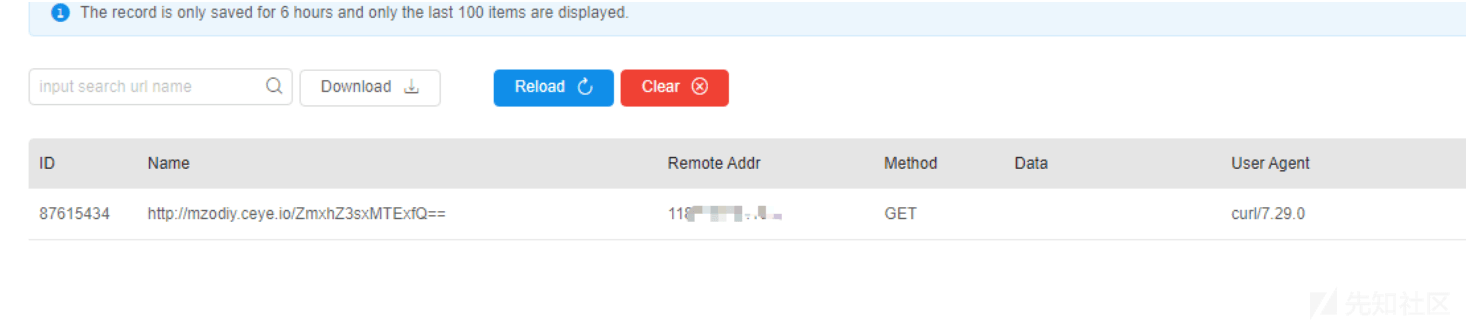 The record is only saved for 6 hours and only the last 100 items are displayed.
input search url name Download Reload Clear
ID Name Remote Addr Method Data User Agent
87615434 http://mzodiy.ceye.io/ZmxhZ3sxMTExfQ== 118 GET curl/7.29.0
先知社区